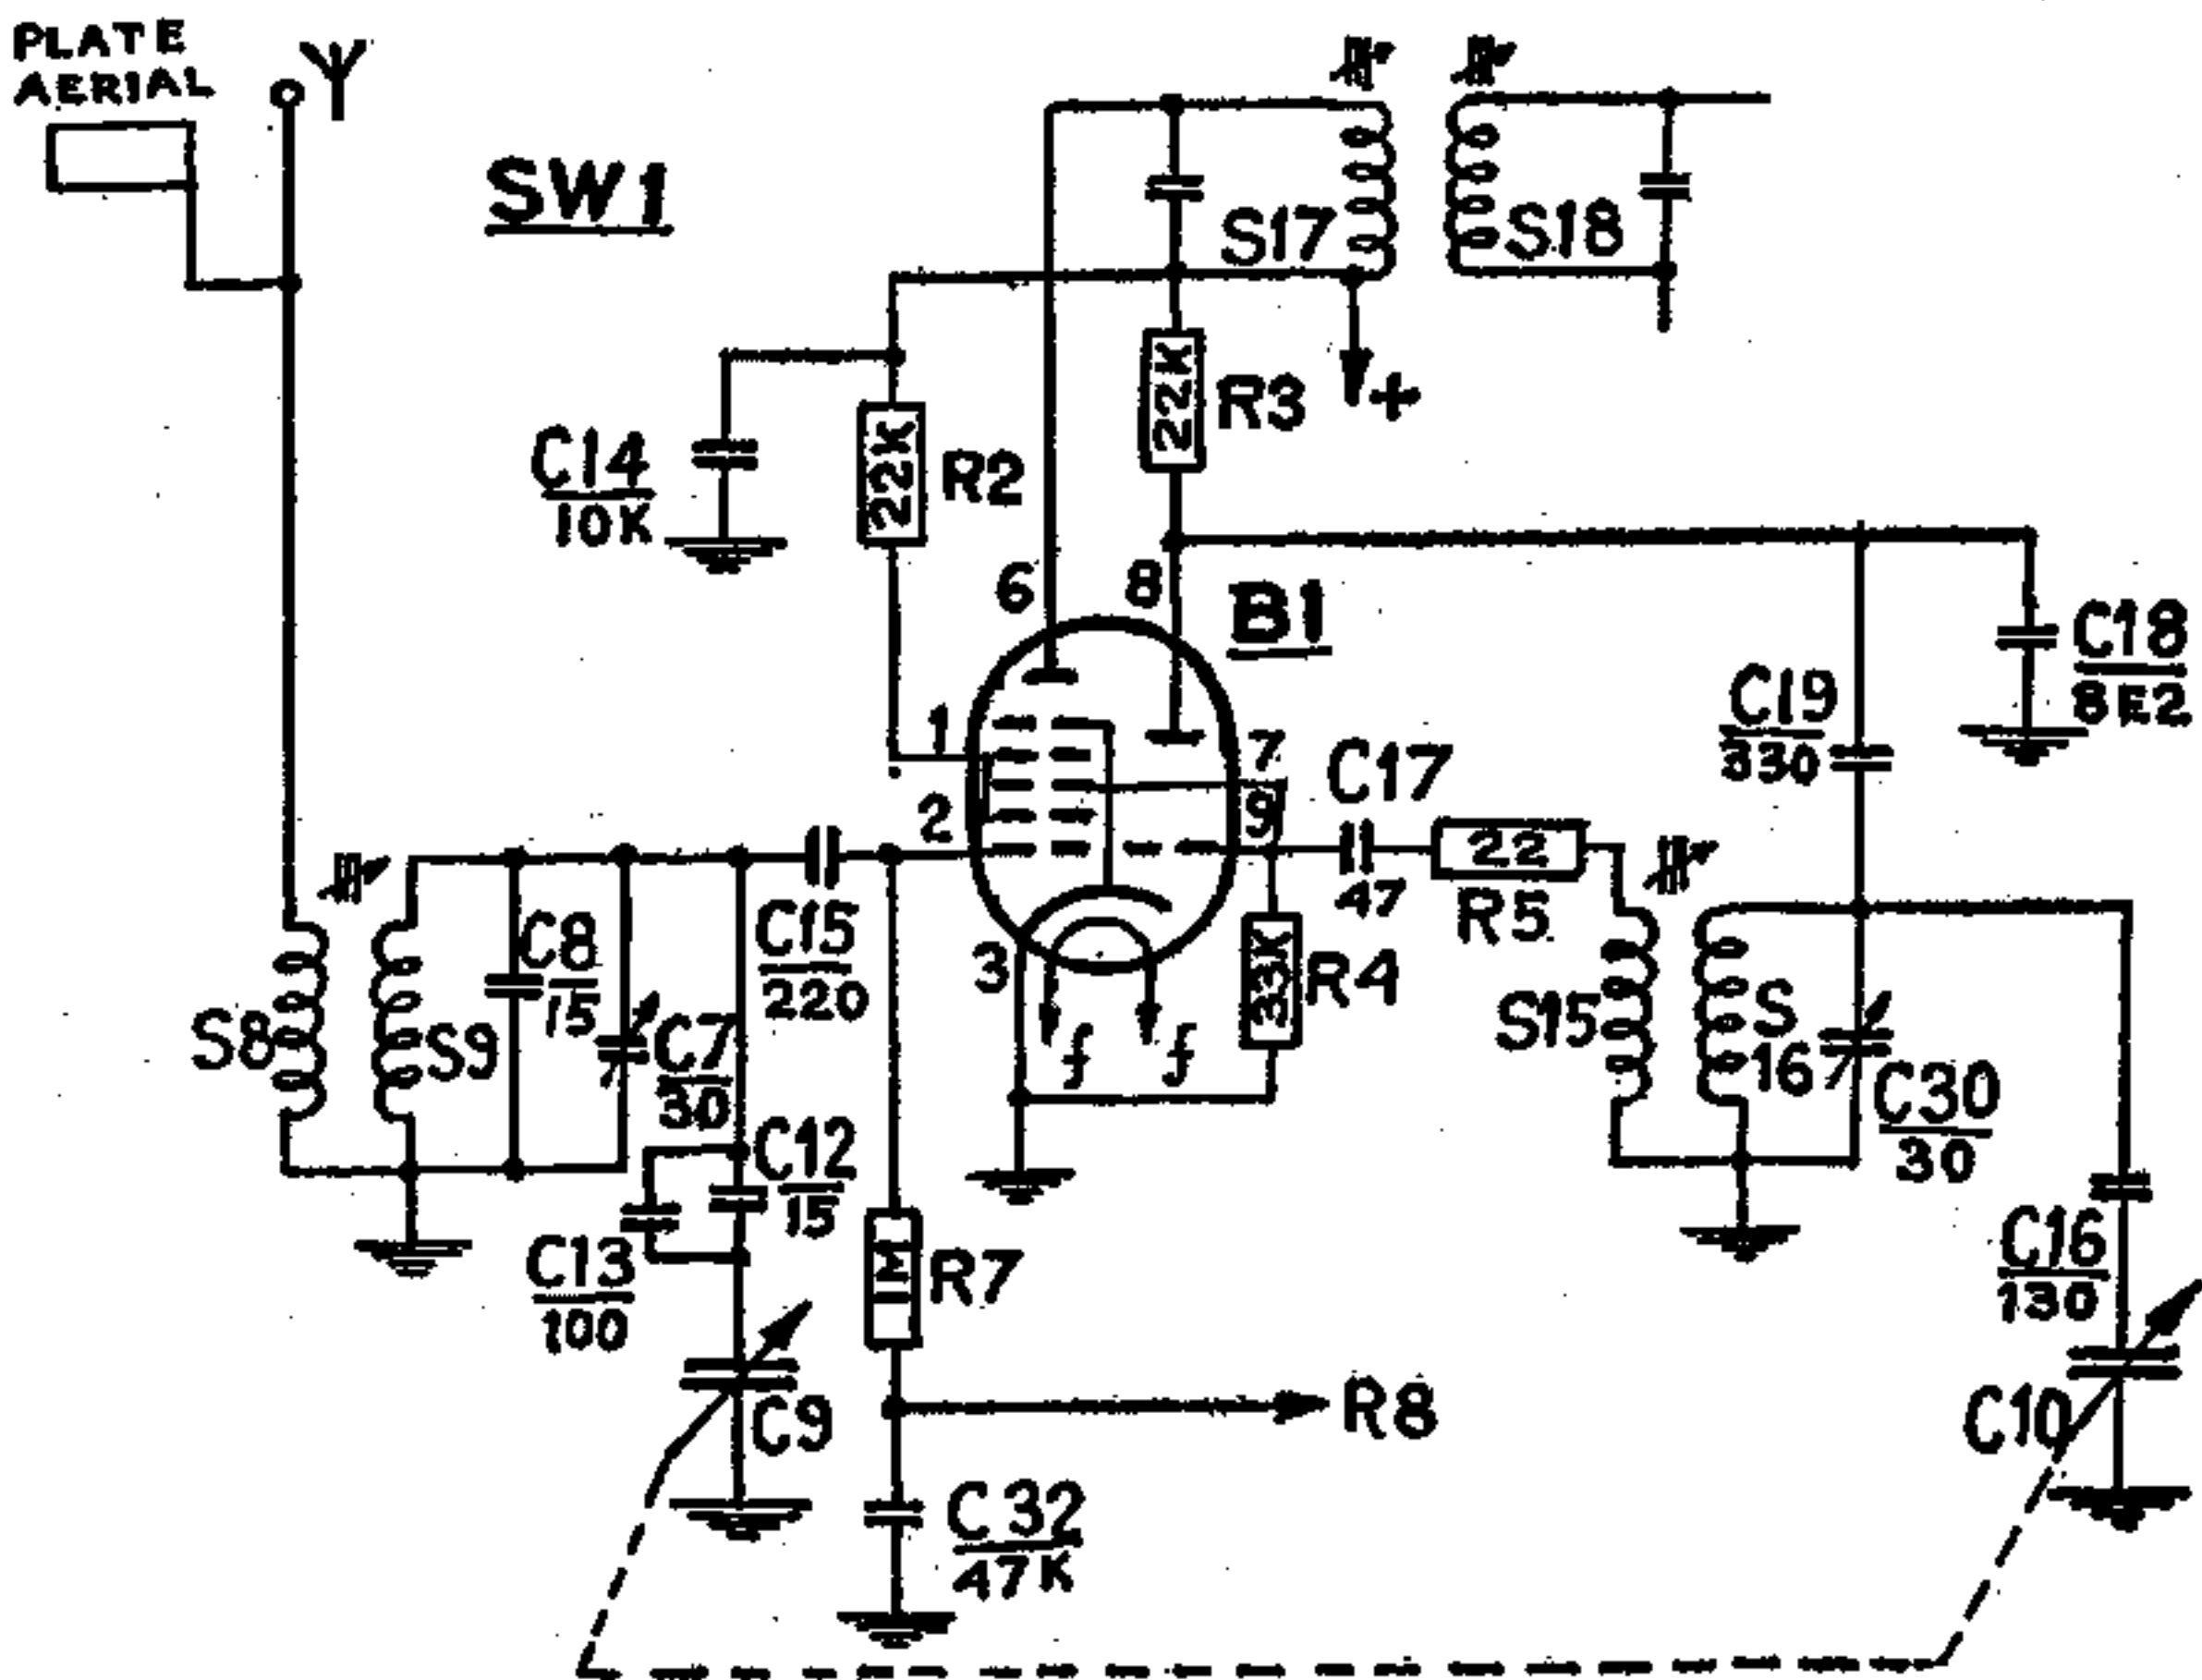 PLATE
AERIAL
SW1
S17
S18
22K
R3
+
C14
10K
22K
R2
6
8
B1
C18
8E2
C19
330
1
7
C17
2
9
47
22
R5
C15
220
C8
15
3
33K
R4
S8
S9
C7
30
f
f
S15
S
16
C30
30
C12
15
C13
100
1M
R7
C16
130
R8
C9
C10
C32
47K